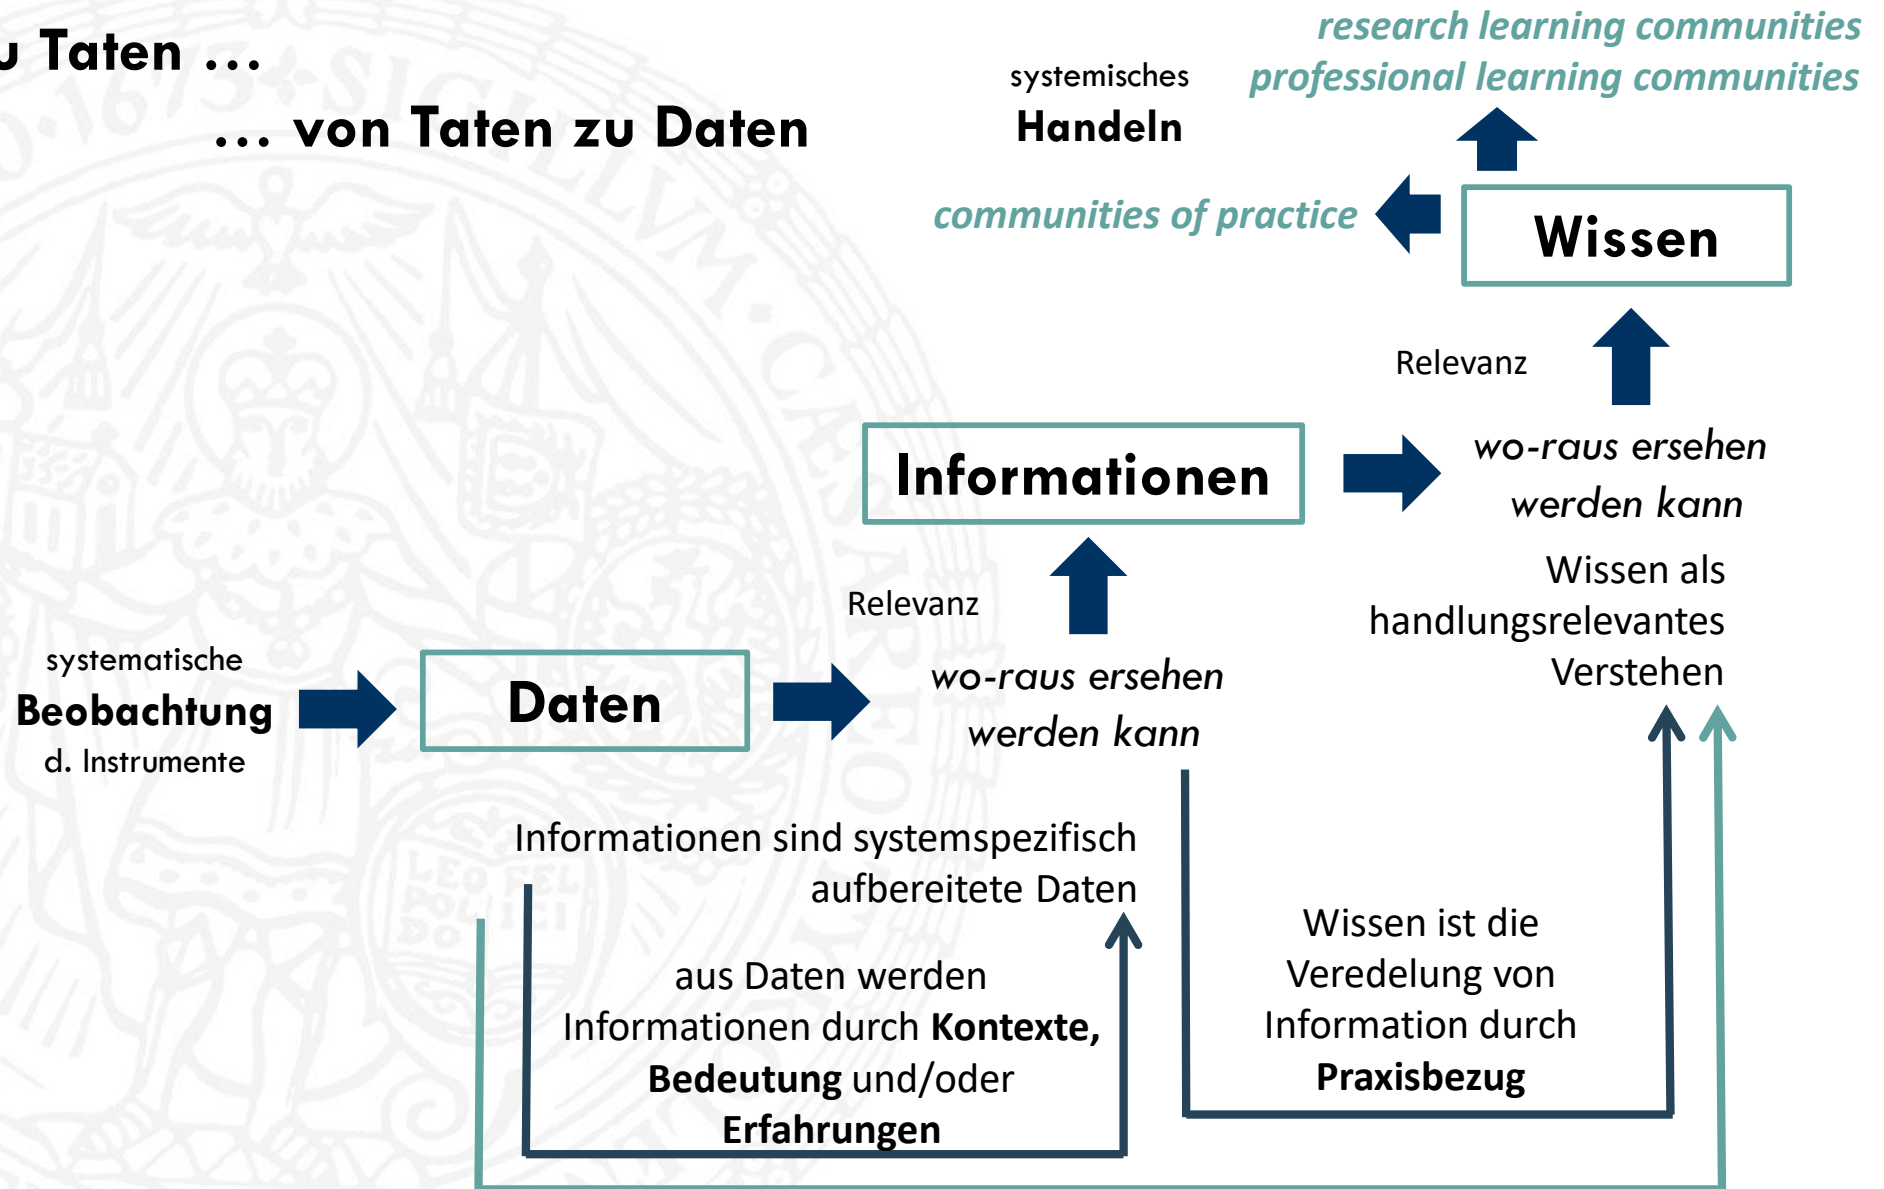 u Taten ...
... von Taten zu Daten
research learning communities
professional learning communities
systemisches
Handeln
communities of practice
Wissen
Relevanz
wo-raus ersehen
werden kann
Informationen
Wissen als
handlungsrelevantes
Verstehen
Relevanz
systematische
Beobachtung
d. Instrumente
Daten
wo-raus ersehen
werden kann
Informationen sind systemspezifisch
aufbereitete Daten
aus Daten werden
Informationen durch Kontexte,
Bedeutung und/oder
Erfahrungen
Wissen ist die
Veredelung von
Information durch
Praxisbezug